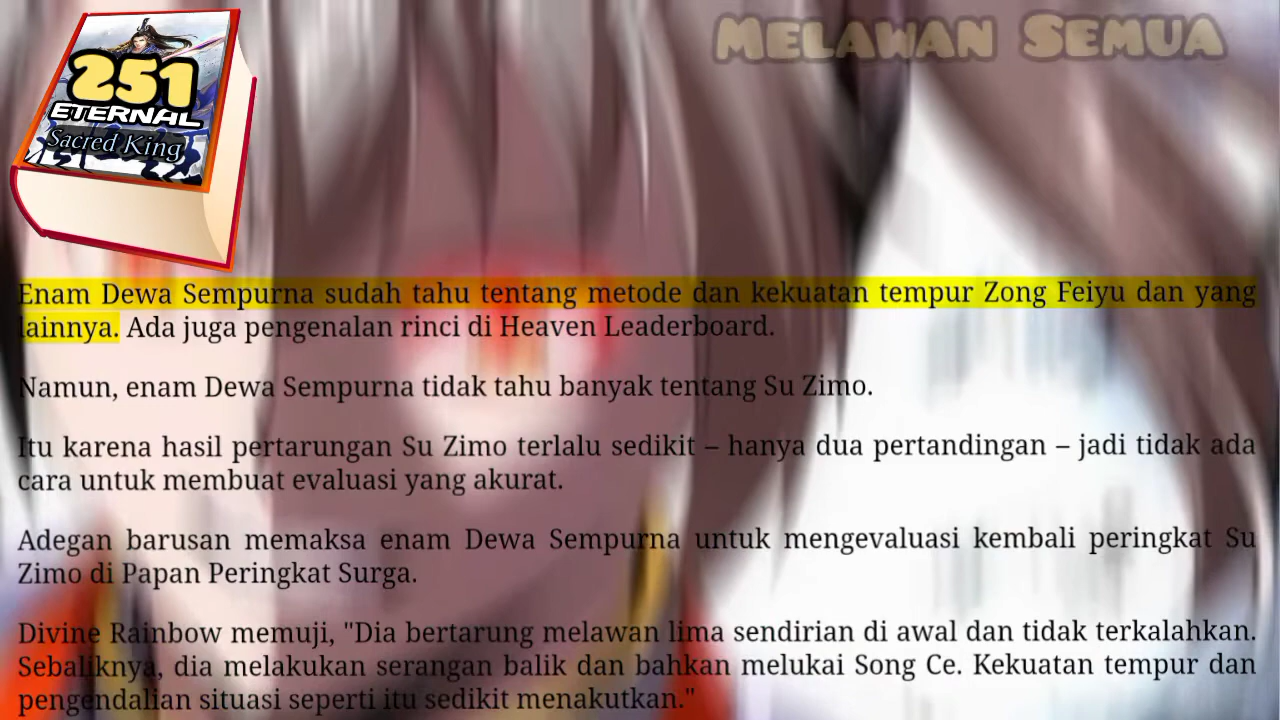 MELAWAN SEMUA
251
ETERNAL
Sacred King
Enam Dewa Sempurna sudah tahu tentang metode dan kekuatan tempur Zong Feiyu dan yang
lainnya. Ada juga pengenalan rinci di Heaven Leaderboard.
Namun, enam Dewa Sempurna tidak tahu banyak tentang Su Zimo.
Itu karena hasil pertarungan Su Zimo terlalu sedikit – hanya dua pertandingan – jadi tidak ada
cara untuk membuat evaluasi yang akurat.
Adegan barusan memaksa enam Dewa Sempurna untuk mengevaluasi kembali peringkat Su
Zimo di Papan Peringkat Surga.
Divine Rainbow memuji, "Dia bertarung melawan lima sendirian di awal dan tidak terkalahkan.
Sebaliknya, dia melakukan serangan balik dan bahkan melukai Song Ce. Kekuatan tempur dan
pengendalian situasi seperti itu sedikit menakutkan."